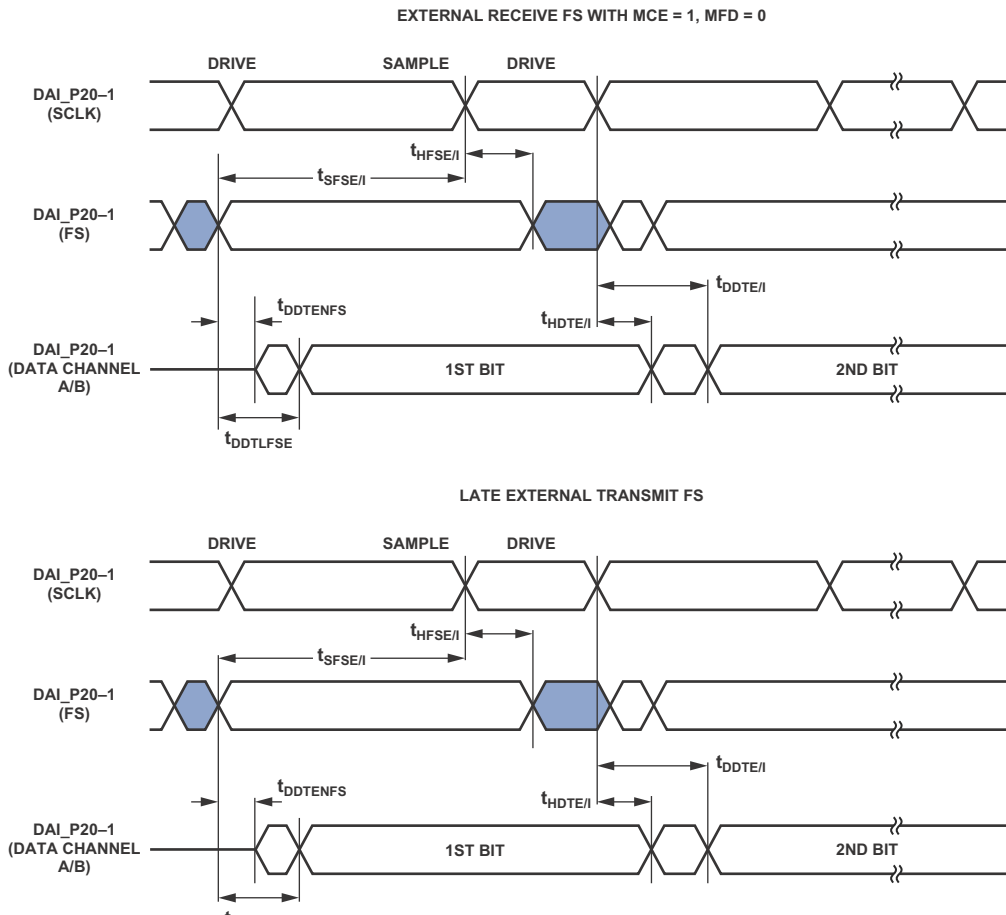 EXTERNAL RECEIVE FS WITH MCE = 1, MFD = 0
DRIVE SAMPLE DRIVE
DAI_P20–1
(SCLK)
tHFSE/I
tSFSE/I
DAI_P20–1
(FS)
tDDTE/I
tDDTENFS
tHDTE/I
DAI_P20–1
(DATA CHANNEL
A/B)
1ST BIT 2ND BIT
tDDTLFSE
LATE EXTERNAL TRANSMIT FS
DRIVE SAMPLE DRIVE
DAI_P20–1
(SCLK)
tHFSE/I
tSFSE/I
DAI_P20–1
(FS)
tDDTE/I
tDDTENFS
tHDTE/I
DAI_P20–1
(DATA CHANNEL
A/B)
1ST BIT 2ND BIT